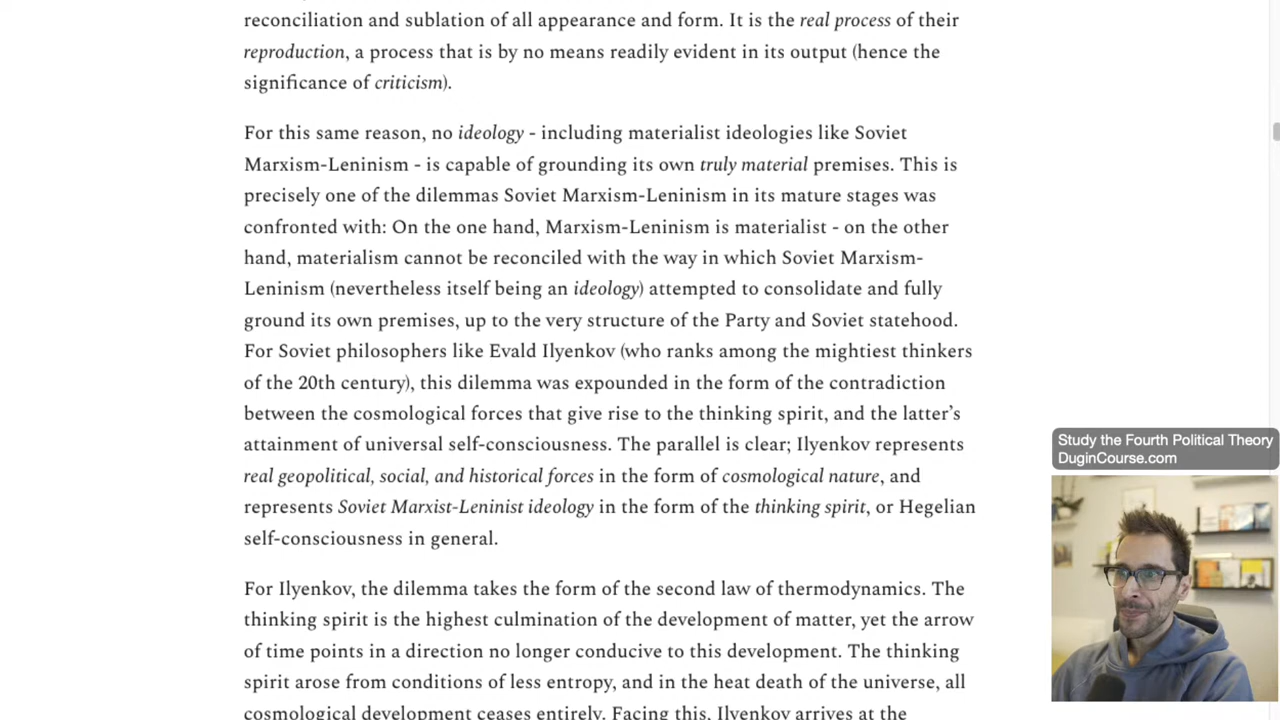 reconciliation and sublation of all appearance and form. It is the real process of their
reproduction, a process that is by no means readily evident in its output (hence the
significance of criticism).
For this same reason, no ideology - including materialist ideologies like Soviet
Marxism-Leninism - is capable of grounding its own truly material premises. This is
precisely one of the dilemmas Soviet Marxism-Leninism in its mature stages was
confronted with: On the one hand, Marxism-Leninism is materialist - on the other
hand, materialism cannot be reconciled with the way in which Soviet Marxism-
Leninism (nevertheless itself being an ideology) attempted to consolidate and fully
ground its own premises, up to the very structure of the Party and Soviet statehood.
For Soviet philosophers like Evald Ilyenkov (who ranks among the mightiest thinkers
of the 20th century), this dilemma was expounded in the form of the contradiction
between the cosmological forces that give rise to the thinking spirit, and the latter’s
attainment of universal self-consciousness. The parallel is clear; Ilyenkov represents
real geopolitical, social, and historical forces in the form of cosmological nature, and
represents Soviet Marxist-Leninist ideology in the form of the thinking spirit, or Hegelian
self-consciousness in general.
For Ilyenkov, the dilemma takes the form of the second law of thermodynamics. The
thinking spirit is the highest culmination of the development of matter, yet the arrow
of time points in a direction no longer conducive to this development. The thinking
spirit arose from conditions of less entropy, and in the heat death of the universe, all
cosmological development ceases entirely. Facing this, Ilyenkov arrives at the
Study the Fourth Political Theory
DuginCourse.com